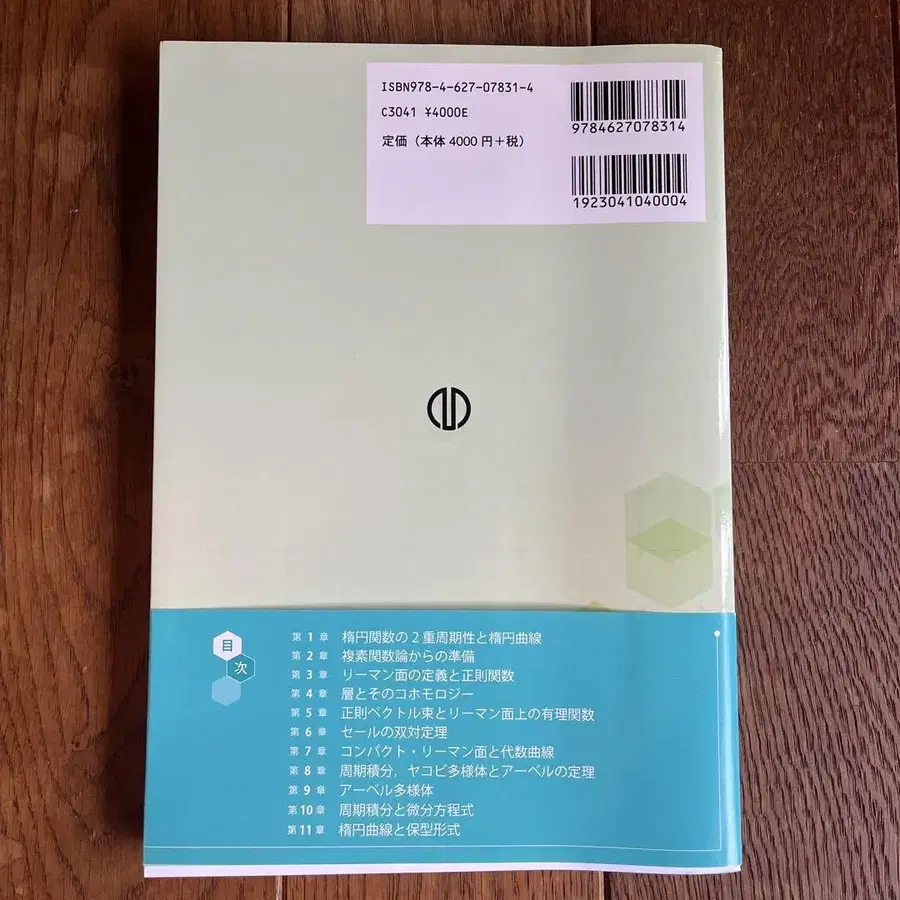 ISBN978-4-627-07831-4
C3041 ¥4000E
定価（本体 4000 円＋税）
9784627078314
1923041040004
目次
第 1 章 楕円関数の 2 重周期性と楕円曲線
第 2 章 複素関数論からの準備
第 3 章 リーマン面の定義と正則関数
第 4 章 層とそのコホモロジー
第 5 章 正則ベクトル束とリーマン面上の有理関数
第 6 章 セールの双対定理
第 7 章 コンパクト・リーマン面と代数曲線
第 8 章 周期積分，ヤコビ多様体とアーベルの定理
第 9 章 アーベル多様体
第10 章 周期積分と微分方程式
第11 章 楕円曲線と保型形式